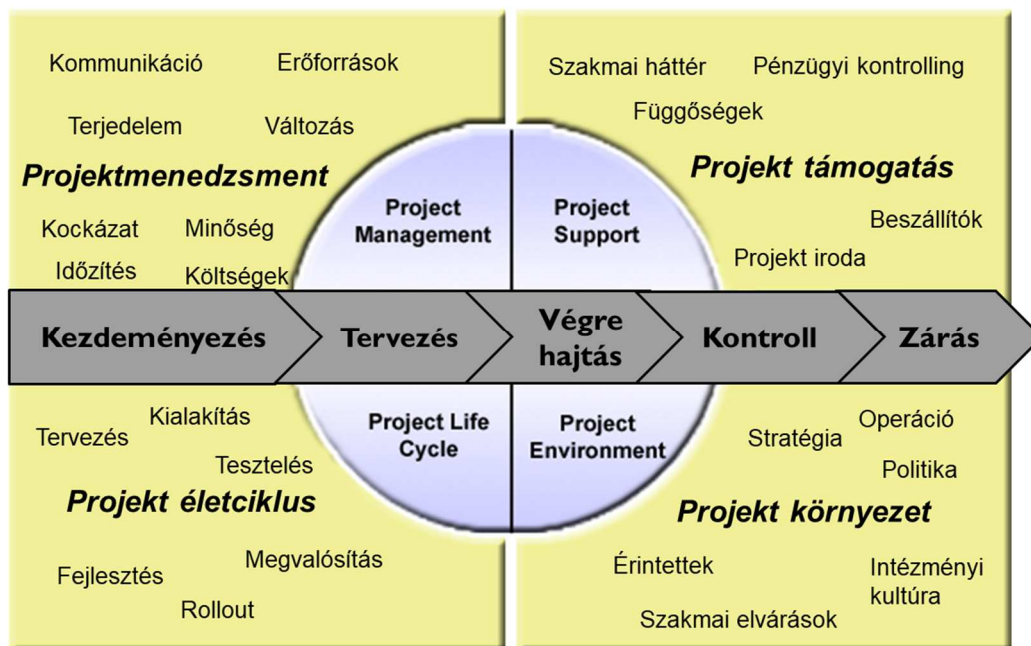 Kommunikáció
Erőforrások
Terjedelem
Változás
Projektmenedzsment
Kockázat
Minőség
Időzítés
Költségek
Szakmai háttér
Pénzügyi kontrolling
Függőségek
Projekt támogatás
Beszállítók
Projekt iroda
Project
Management
Project
Support
Kezdeményezés
Tervezés
Végre
hajtás
Kontroll
Zárás
Project Life
Cycle
Project
Environment
Kialakítás
Tervezés
Tesztelés
Projekt életciklus
Megvalósítás
Fejlesztés
Rollout
Operáció
Stratégia
Politika
Projekt környezet
Érintettek
Intézményi
kultúra
Szakmai elvárások